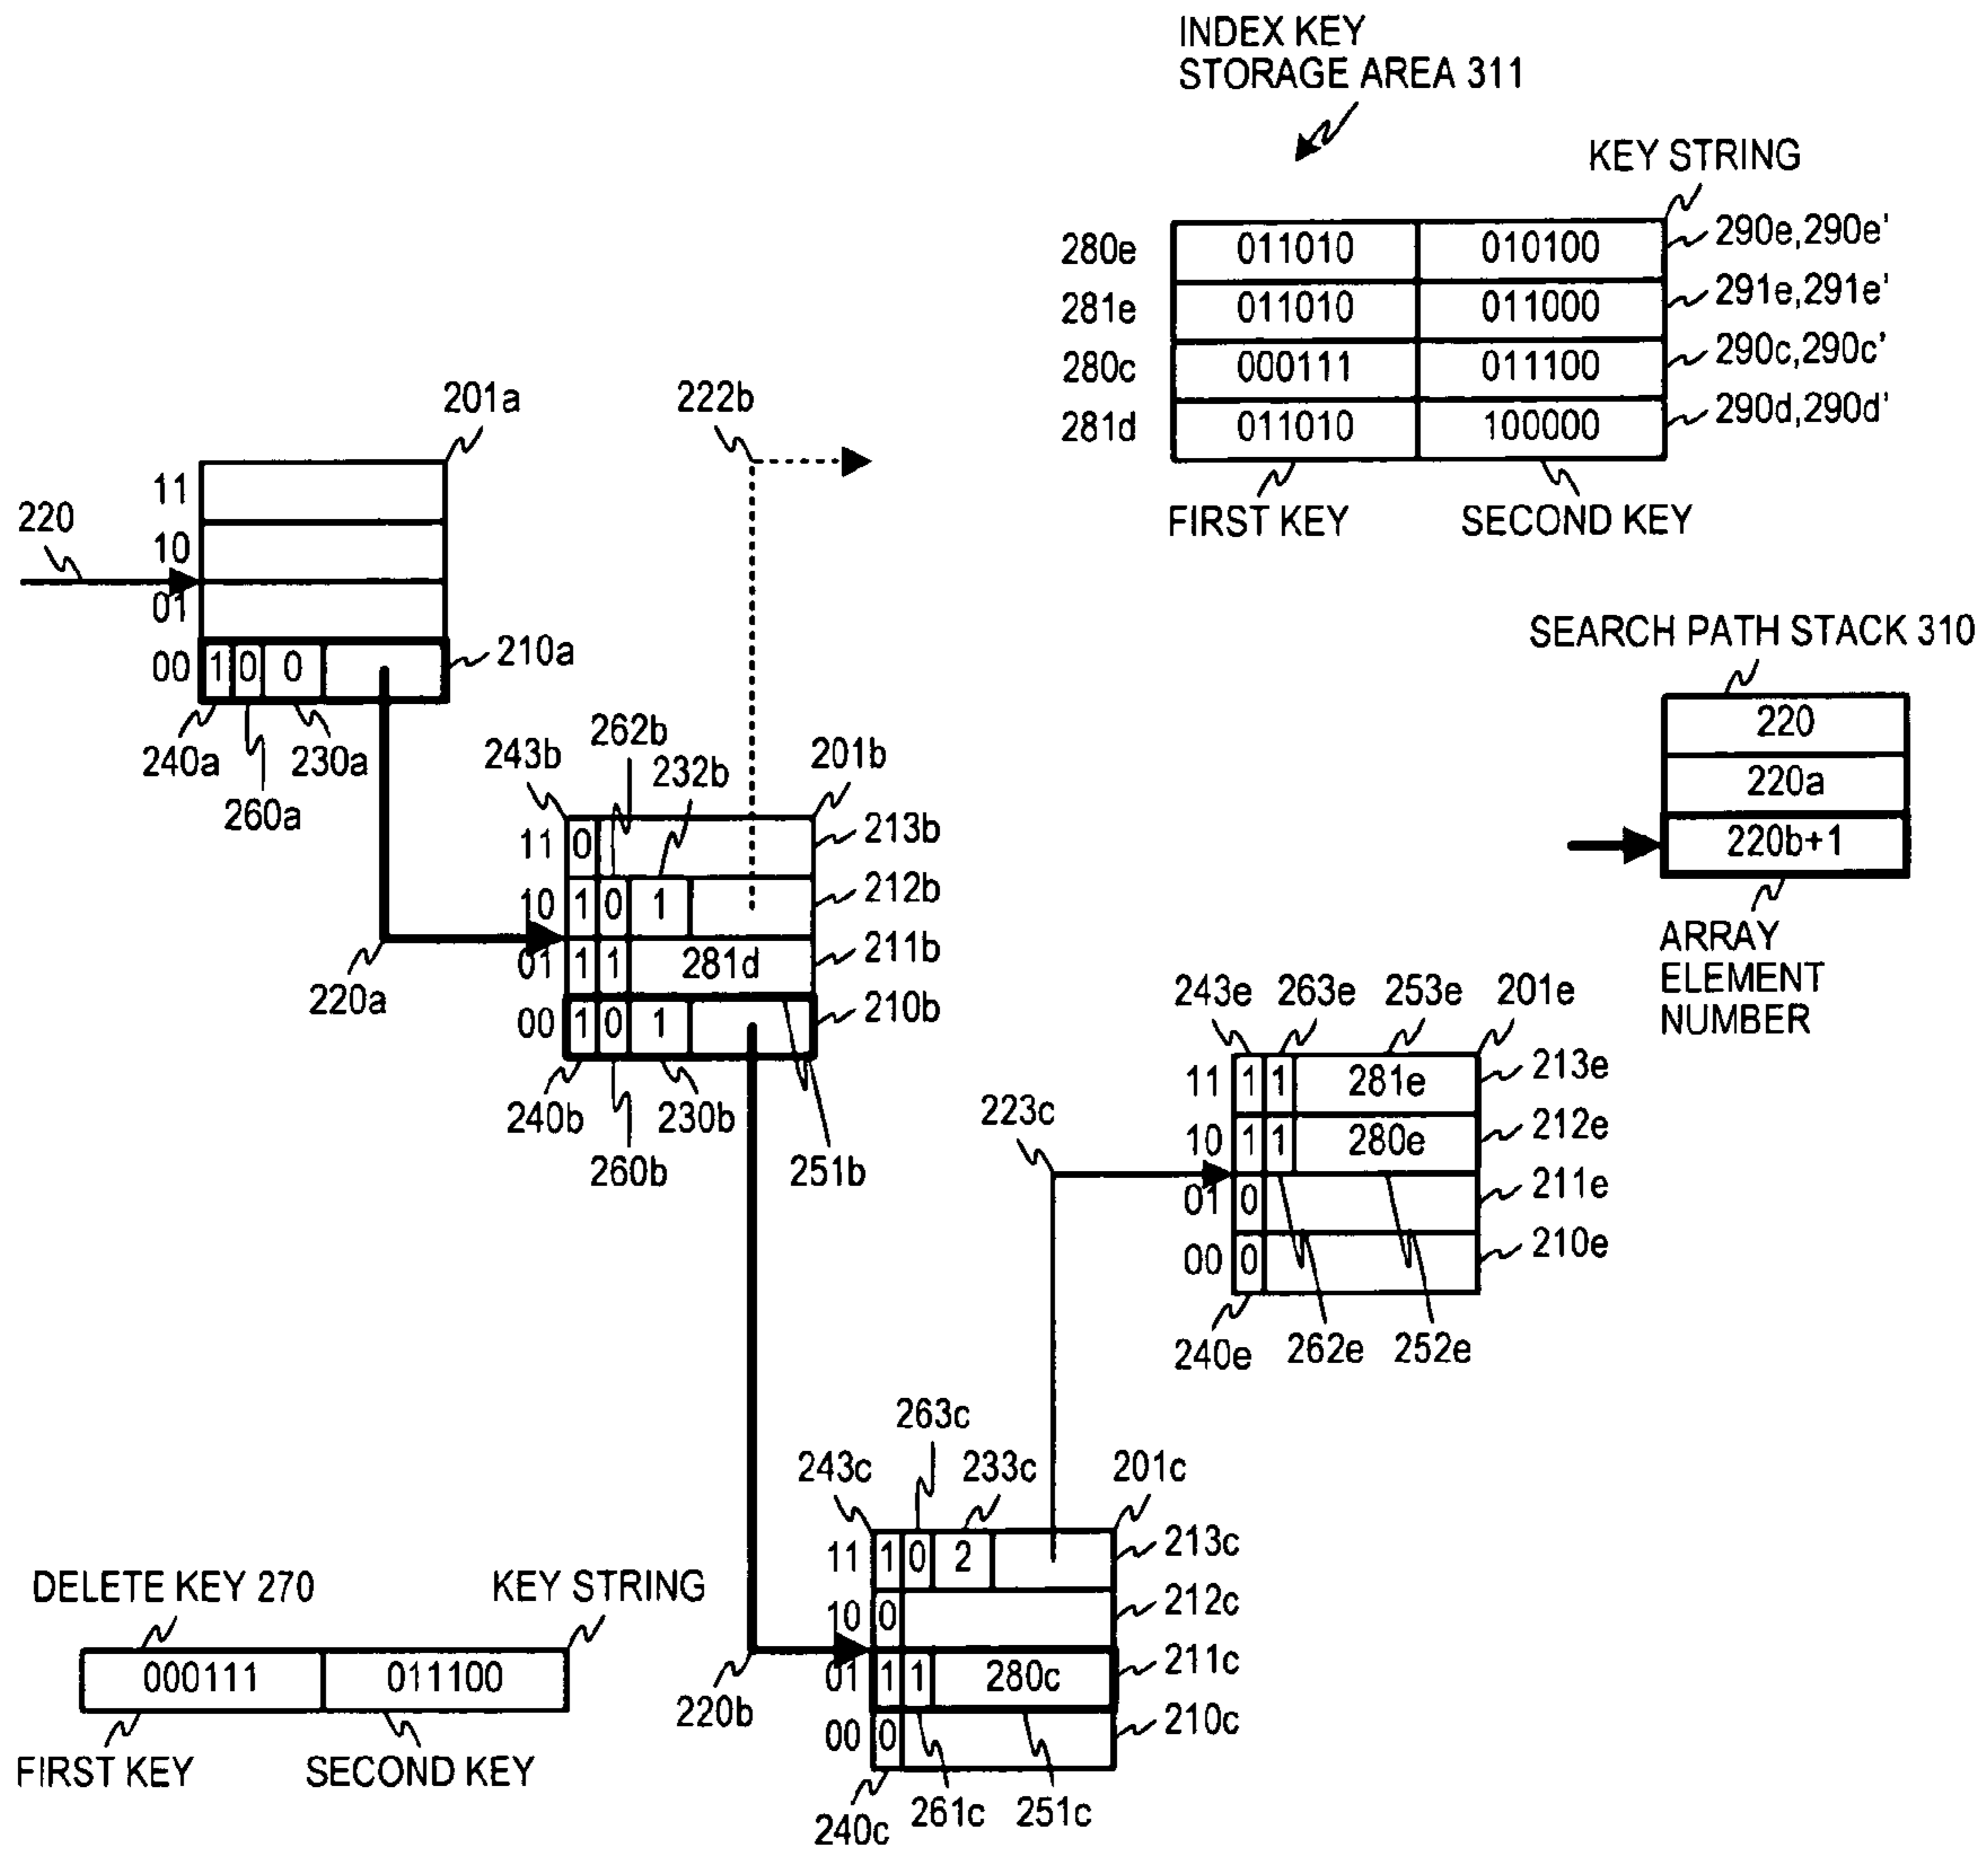 INDEX KEY
STORAGE AREA 311
KEY STRING
280e 011010 010100 290e,290e'
281e 011010 011000 291e,291e'
280c 000111 011100 290c,290c'
281d 011010 100000 290d,290d'
FIRST KEY SECOND KEY
201a
222b
11
220
10
01
00 1 0 0 210a
240a 230a
260a
SEARCH PATH STACK 310
220
220a
220b+1
ARRAY
ELEMENT
NUMBER
262b
243b 232b 201b
11 0 213b
10 1 0 1 212b
01 1 1 281d 211b
00 1 0 1 210b
220a
240b 230b
260b 251b
243e 263e 253e 201e
11 1 1 281e 213e
10 1 1 280e 212e
01 0 211e
00 0 210e
240e 262e 252e
223c
263c
243c 233c 201c
11 1 0 2 213c
10 0 212c
01 1 1 280c 211c
00 0 210c
220b
240c 261c 251c
DELETE KEY 270 KEY STRING
000111 011100
FIRST KEY SECOND KEY